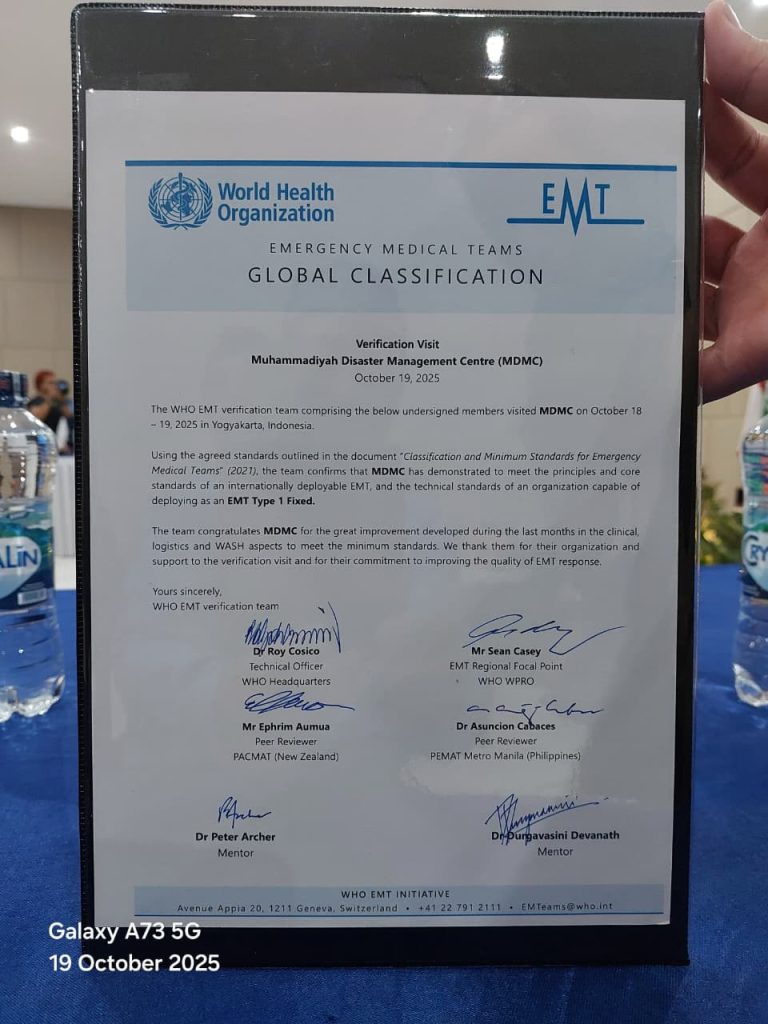 World Health
Organization
EMT
EMERGENCY MEDICAL TEAMS
GLOBAL CLASSIFICATION
Verification Visit
Muhammadiyah Disaster Management Centre (MDMC)
October 19, 2025
The WHO EMT verification team comprising the below undersigned members visited MDMC on October 18
– 19, 2025 in Yogyakarta, Indonesia.
Using the agreed standards outlined in the document "Classification and Minimum Standards for Emergency
Medical Teams" (2021), the team confirms that MDMC has demonstrated to meet the principles and core
standards of an internationally deployable EMT, and the technical standards of an organization capable of
deploying as an EMT Type 1 Fixed.
The team congratulates MDMC for the great improvement developed during the last months in the clinical,
logistics and WASH aspects to meet the minimum standards. We thank them for their organization and
support to the verification visit and for their commitment to improving the quality of EMT response.
Yours sincerely,
WHO EMT verification team
Dr Roy Cosico
Technical Officer
WHO Headquarters
Mr Sean Casey
EMT Regional Focal Point
WHO WPRO
Mr Ephrim Aumua
Peer Reviewer
PACMAT (New Zealand)
Dr Asuncion Cabaces
Peer Reviewer
PEMAT Metro Manila (Philippines)
Dr Peter Archer
Mentor
Dr Durgavasini Devanath
Mentor
WHO EMT INITIATIVE
Avenue Appia 20, 1211 Geneva, Switzerland • +41 22 791 2111 • EMTeams@who.int
Galaxy A73 5G
19 October 2025